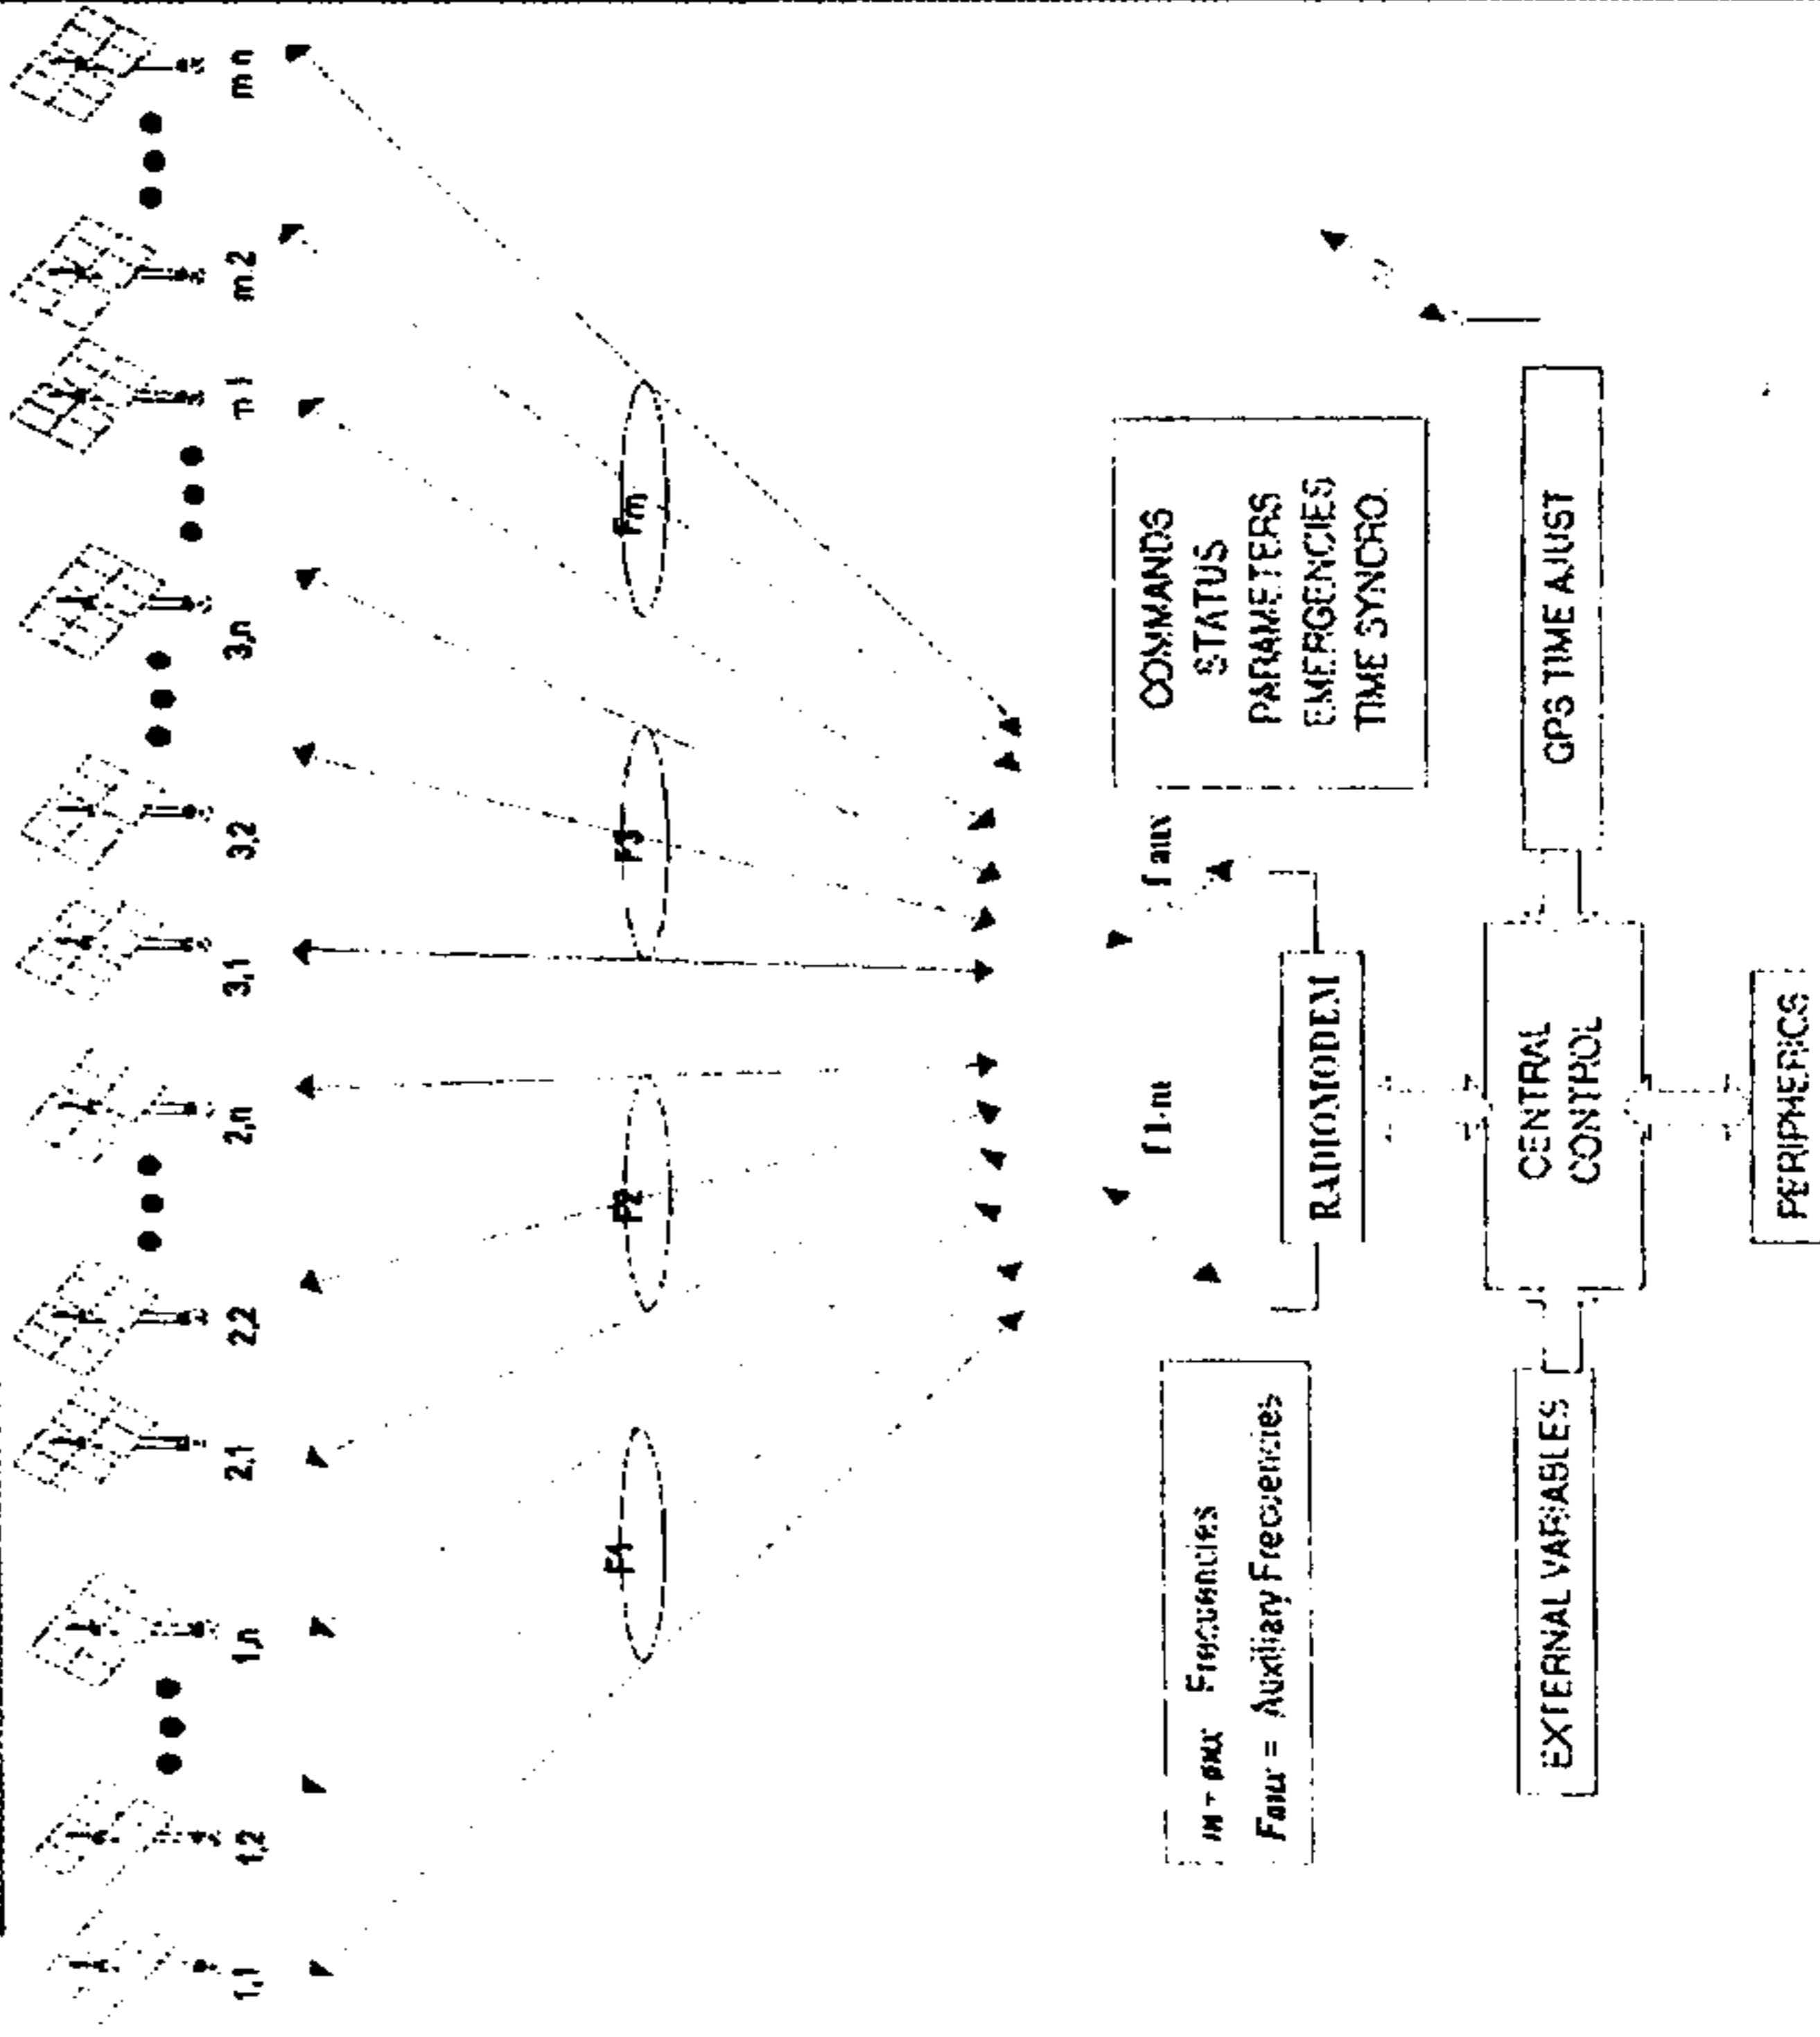 1,1
1,2
1,n
2,1
2,2
2,n
3,1
3,2
3,n
m 2
m n
F1
F2
F3
Fm
f1-m
f aux
Frecuencies
Faux = Auxiliary Frecuencies
RADIOMODEM
COMMANDS
STATUS
PARAMETERS
EMERGENCIES
TIME SYNCRO.
EXTERNAL VARIABLES
CENTRAL
CONTROL
GPS TIME AJUST
PERIPHERICS